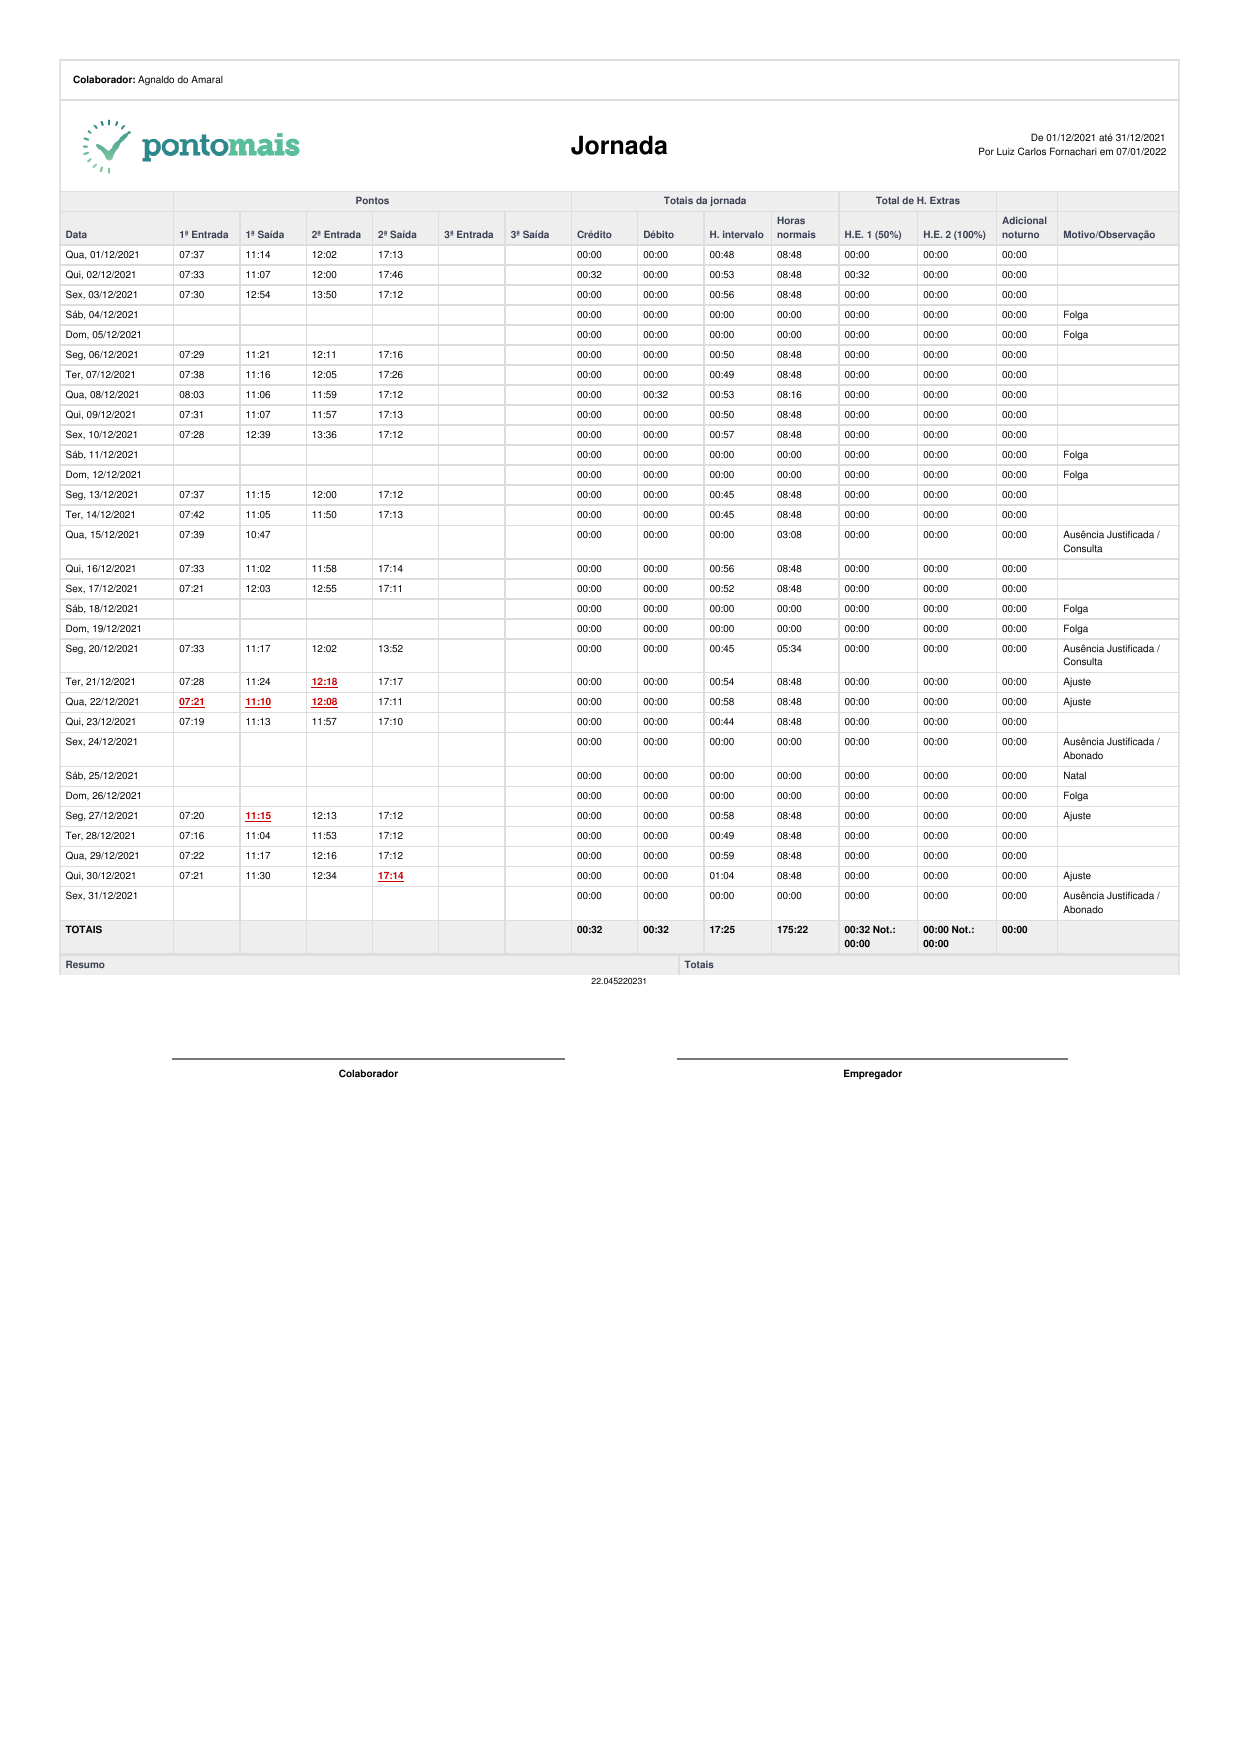 Colaborador: Agnaldo do Amaral
pontomais
Jornada
De 01/12/2021 até 31/12/2021
Por Luiz Carlos Fornachari em 07/01/2022
Pontos Totais da jornada Total de H. Extras
Data 1ª Entrada 1ª Saída 2ª Entrada 2ª Saída 3ª Entrada 3ª Saída Crédito Débito H. intervalo Horas normais H.E. 1 (50%) H.E. 2 (100%) Adicional noturno Motivo/Observação
Qua, 01/12/2021 07:37 11:14 12:02 17:13 00:00 00:00 00:48 08:48 00:00 00:00 00:00
Qui, 02/12/2021 07:33 11:07 12:00 17:46 00:32 00:00 00:53 08:48 00:32 00:00 00:00
Sex, 03/12/2021 07:30 12:54 13:50 17:12 00:00 00:00 00:56 08:48 00:00 00:00 00:00
Sáb, 04/12/2021 00:00 00:00 00:00 00:00 00:00 00:00 00:00 Folga
Dom, 05/12/2021 00:00 00:00 00:00 00:00 00:00 00:00 00:00 Folga
Seg, 06/12/2021 07:29 11:21 12:11 17:16 00:00 00:00 00:50 08:48 00:00 00:00 00:00
Ter, 07/12/2021 07:38 11:16 12:05 17:26 00:00 00:00 00:49 08:48 00:00 00:00 00:00
Qua, 08/12/2021 08:03 11:06 11:59 17:12 00:00 00:32 00:53 08:16 00:00 00:00 00:00
Qui, 09/12/2021 07:31 11:07 11:57 17:13 00:00 00:00 00:50 08:48 00:00 00:00 00:00
Sex, 10/12/2021 07:28 12:39 13:36 17:12 00:00 00:00 00:57 08:48 00:00 00:00 00:00
Sáb, 11/12/2021 00:00 00:00 00:00 00:00 00:00 00:00 00:00 Folga
Dom, 12/12/2021 00:00 00:00 00:00 00:00 00:00 00:00 00:00 Folga
Seg, 13/12/2021 07:37 11:15 12:00 17:12 00:00 00:00 00:45 08:48 00:00 00:00 00:00
Ter, 14/12/2021 07:42 11:05 11:50 17:13 00:00 00:00 00:45 08:48 00:00 00:00 00:00
Qua, 15/12/2021 07:39 10:47 00:00 00:00 00:00 03:08 00:00 00:00 00:00 Ausência Justificada /
Consulta
Qui, 16/12/2021 07:33 11:02 11:58 17:14 00:00 00:00 00:56 08:48 00:00 00:00 00:00
Sex, 17/12/2021 07:21 12:03 12:55 17:11 00:00 00:00 00:52 08:48 00:00 00:00 00:00
Sáb, 18/12/2021 00:00 00:00 00:00 00:00 00:00 00:00 00:00 Folga
Dom, 19/12/2021 00:00 00:00 00:00 00:00 00:00 00:00 00:00 Folga
Seg, 20/12/2021 07:33 11:17 12:02 13:52 00:00 00:00 00:45 05:34 00:00 00:00 00:00 Ausência Justificada /
Consulta
Ter, 21/12/2021 07:28 11:24 12:18 17:17 00:00 00:00 00:54 08:48 00:00 00:00 00:00 Ajuste
Qua, 22/12/2021 07:21 11:10 12:08 17:11 00:00 00:00 00:58 08:48 00:00 00:00 00:00 Ajuste
Qui, 23/12/2021 07:19 11:13 11:57 17:10 00:00 00:00 00:44 08:48 00:00 00:00 00:00
Sex, 24/12/2021 00:00 00:00 00:00 00:00 00:00 00:00 00:00 Ausência Justificada /
Abonado
Sáb, 25/12/2021 00:00 00:00 00:00 00:00 00:00 00:00 00:00 Natal
Dom, 26/12/2021 00:00 00:00 00:00 00:00 00:00 00:00 00:00 Folga
Seg, 27/12/2021 07:20 11:15 12:13 17:12 00:00 00:00 00:58 08:48 00:00 00:00 00:00 Ajuste
Ter, 28/12/2021 07:16 11:04 11:53 17:12 00:00 00:00 00:49 08:48 00:00 00:00 00:00
Qua, 29/12/2021 07:22 11:17 12:16 17:12 00:00 00:00 00:59 08:48 00:00 00:00 00:00
Qui, 30/12/2021 07:21 11:30 12:34 17:14 00:00 00:00 01:04 08:48 00:00 00:00 00:00 Ajuste
Sex, 31/12/2021 00:00 00:00 00:00 00:00 00:00 00:00 00:00 Ausência Justificada /
Abonado
TOTAIS 00:32 00:32 17:25 175:22 00:32 Not.: 00:00 00:00 Not.: 00:00 00:00
Resumo Totais
22.045220231
Colaborador Empregador